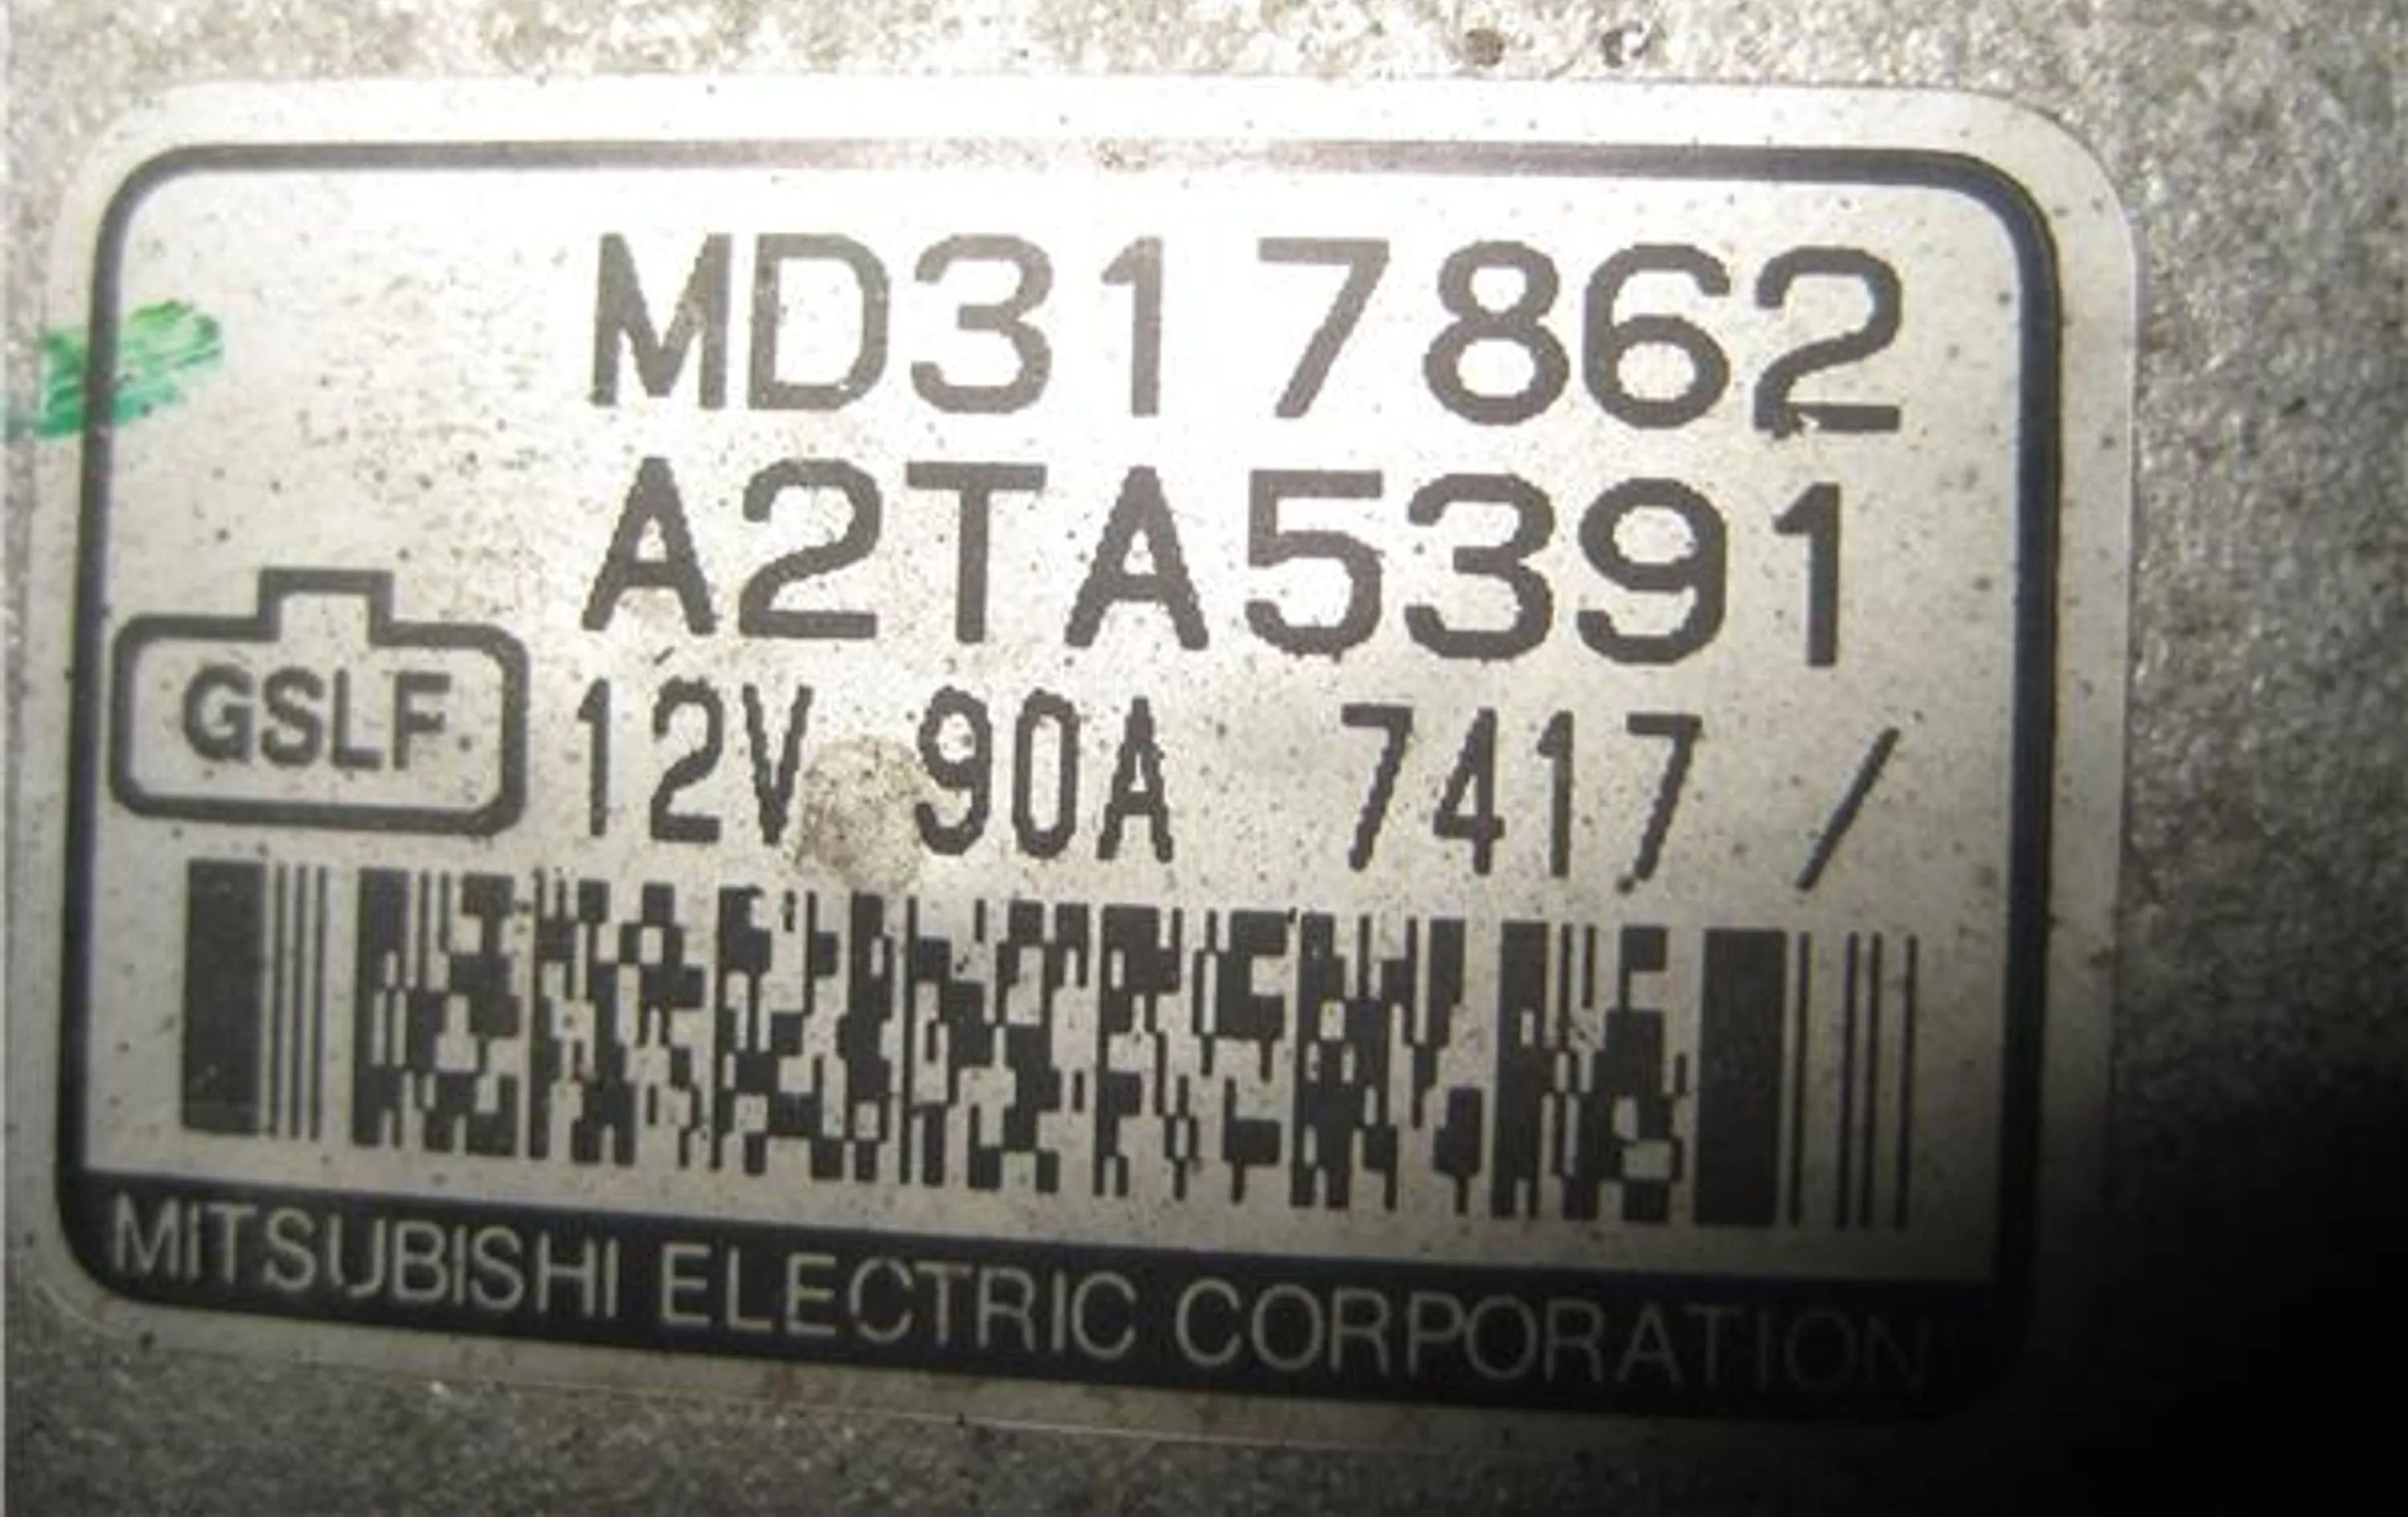 MD317862
A2TA5391
GSLF 12V 90A 7417 /
MITSUBISHI ELECTRIC CORPORATION